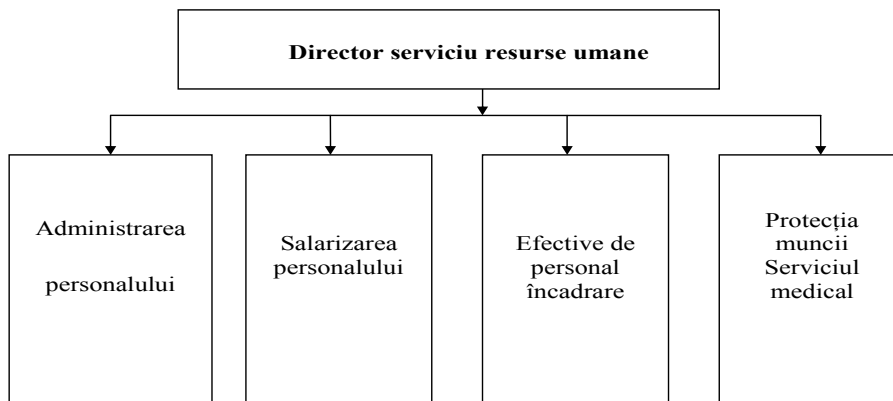 Director serviciu resurse umane
Administrarea
personalului
Salarizarea
personalului
Efective de
personal
încadrare
Protecția
muncii
Serviciul
medical